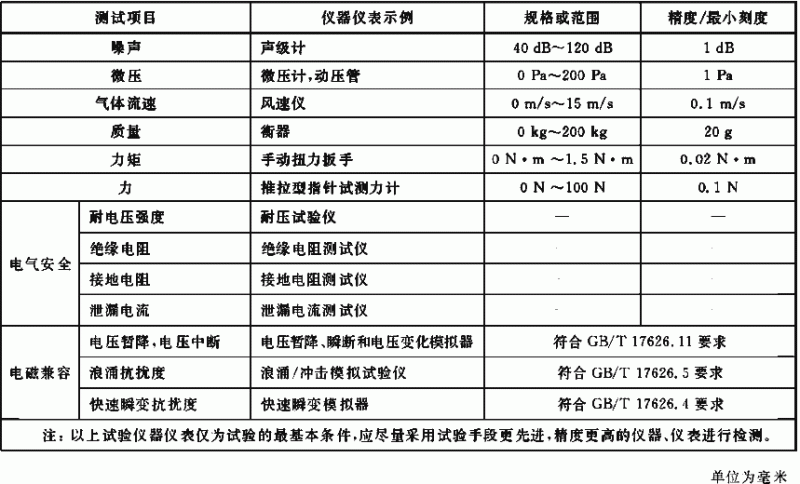 测试项目 仪器仪表示例 规格或范围 精度/最小刻度
噪声 声级计 40 dB～120 dB 1 dB
微压 微压计,动压管 0 Pa～200 Pa 1 Pa
气体流速 风速仪 0 m/s～15 m/s 0.1 m/s
质量 衡器 0 kg～200 kg 20 g
力矩 手动扭力扳手 0 N·m ～1.5 N·m 0.02 N·m
力 推拉型指针试测力计 0 N ～100 N 0.1 N
电气安全 耐电压强度 耐压试验仪 — —
绝缘电阻 绝缘电阻测试仪
接地电阻 接地电阻测试仪
泄漏电流 泄漏电流测试仪
电磁兼容 电压暂降,电压中断 电压暂降、瞬断和电压变化模拟器 符合 GB/T 17626.11 要求
浪涌抗扰度 浪涌/冲击模拟试验仪 符合 GB/T 17626.5 要求
快速瞬变抗扰度 快速瞬变模拟器 符合 GB/T 17626.4 要求
注：以上试验仪器仪表仅为试验的最基本条件,应尽量采用试验手段更先进,精度更高的仪器、仪表进行检测。
单位为毫米